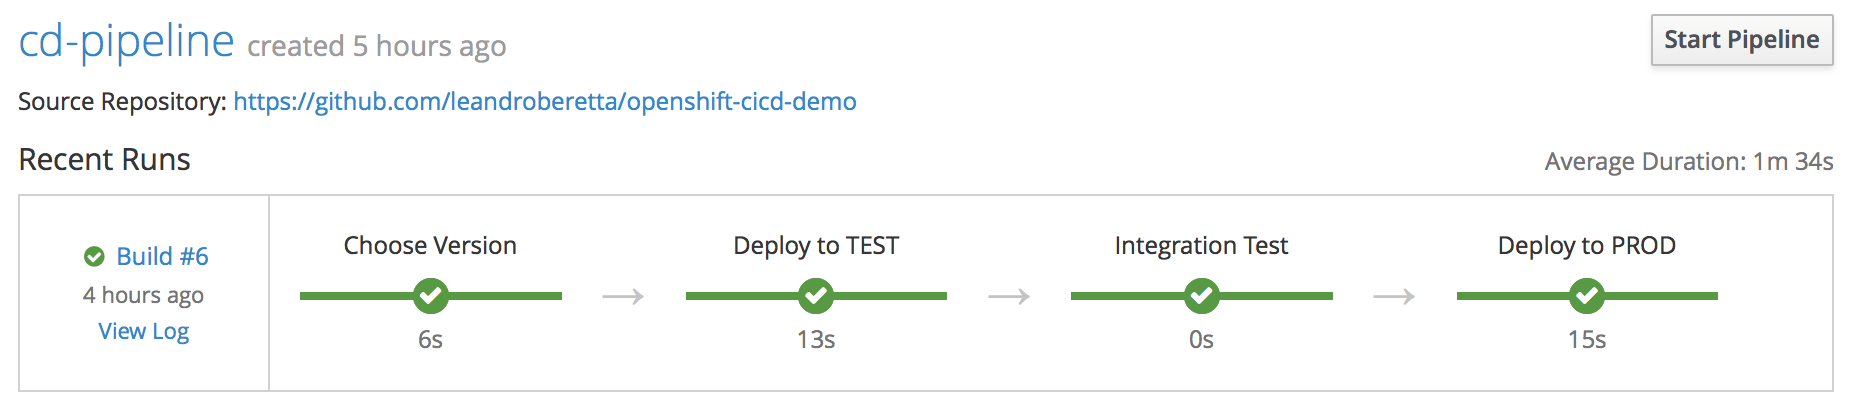 cd-pipeline created 5 hours ago
Start Pipeline
Source Repository: https://github.com/leandroberetta/openshift-cicd-demo
Recent Runs
Average Duration: 1m 34s
Build #6
4 hours ago
View Log
Choose Version
6s
Deploy to TEST
13s
Integration Test
0s
Deploy to PROD
15s